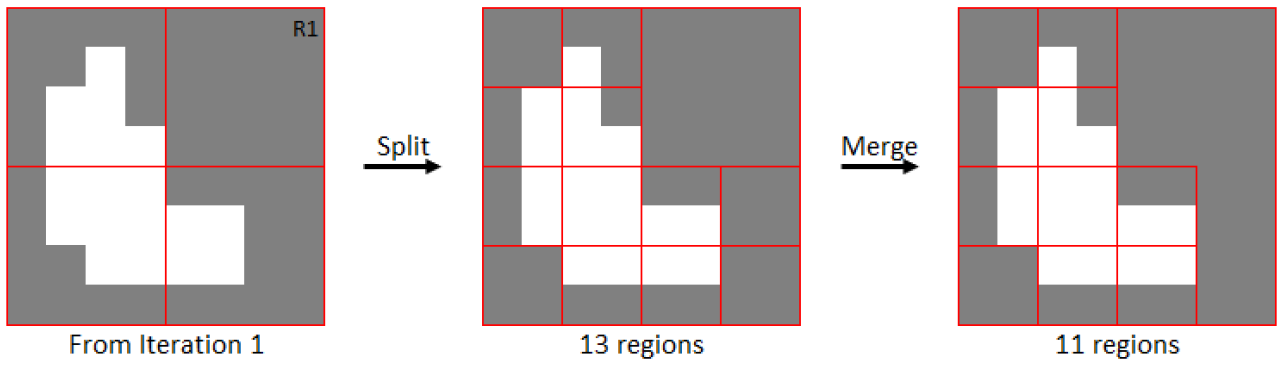 R1
Split
Merge
From Iteration 1
13 regions
11 regions